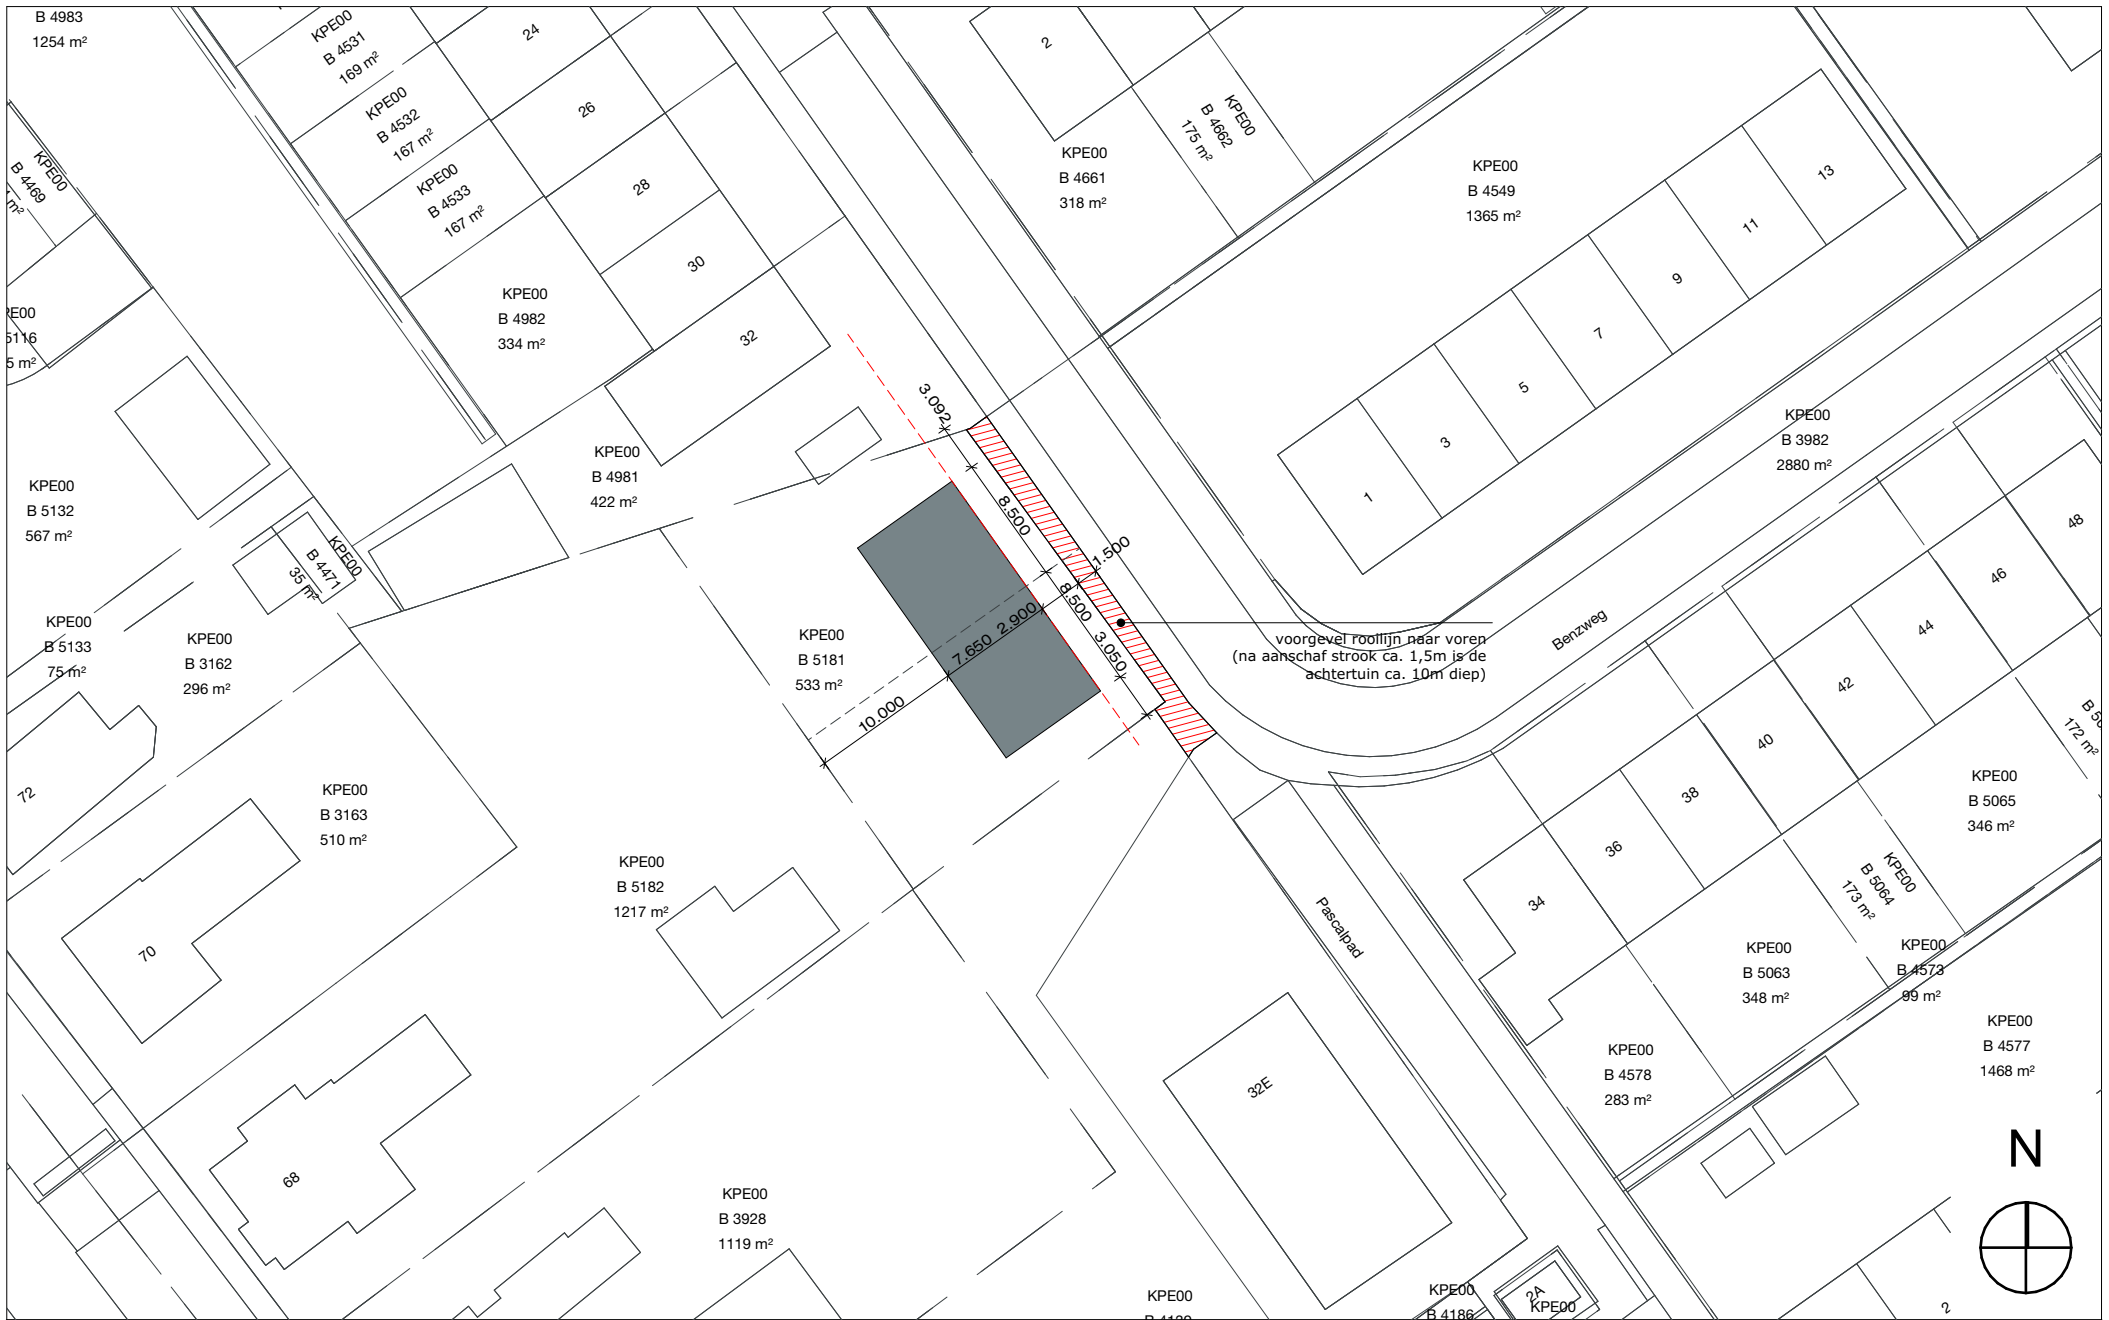 B 4983
1254 m²
KPE00
B 4531
169 m²
24
KPE00
B 4532
167 m²
26
KPE00
B 4533
167 m²
28
30
KPE00
B 4982
334 m²
32
2
KPE00
B 4662
175 m²
KPE00
B 4661
318 m²
KPE00
B 4549
1365 m²
13
11
9
7
5
3
1
KPE00
B 4469
m²
5 m²
KPE00
B 5132
567 m²
KPE00
B 4471
35 m²
KPE00
B 4981
422 m²
KPE00
B 5133
75 m²
KPE00
B 3162
296 m²
KPE00
B 5181
533 m²
3.092
8.500
1.500
8.500
2.900
7.650
3.050
10.000
voorgevel rooilijn naar voren
(na aanschaf strook ca. 1,5m is de
achtertuin ca. 10m diep)
Benzweg
KPE00
B 3982
2880 m²
48
46
44
42
40
38
36
34
172 m²
KPE00
B 5065
346 m²
KPE00
B 5064
173 m²
KPE00
B 5063
348 m²
KPE00
B 4573
99 m²
KPE00
B 4578
283 m²
KPE00
B 4577
1468 m²
72
KPE00
B 3163
510 m²
70
KPE00
B 5182
1217 m²
68
KPE00
B 3928
1119 m²
Pascalpad
32E
KPE00
KPE00
B 4186
2A
KPE00
N
2